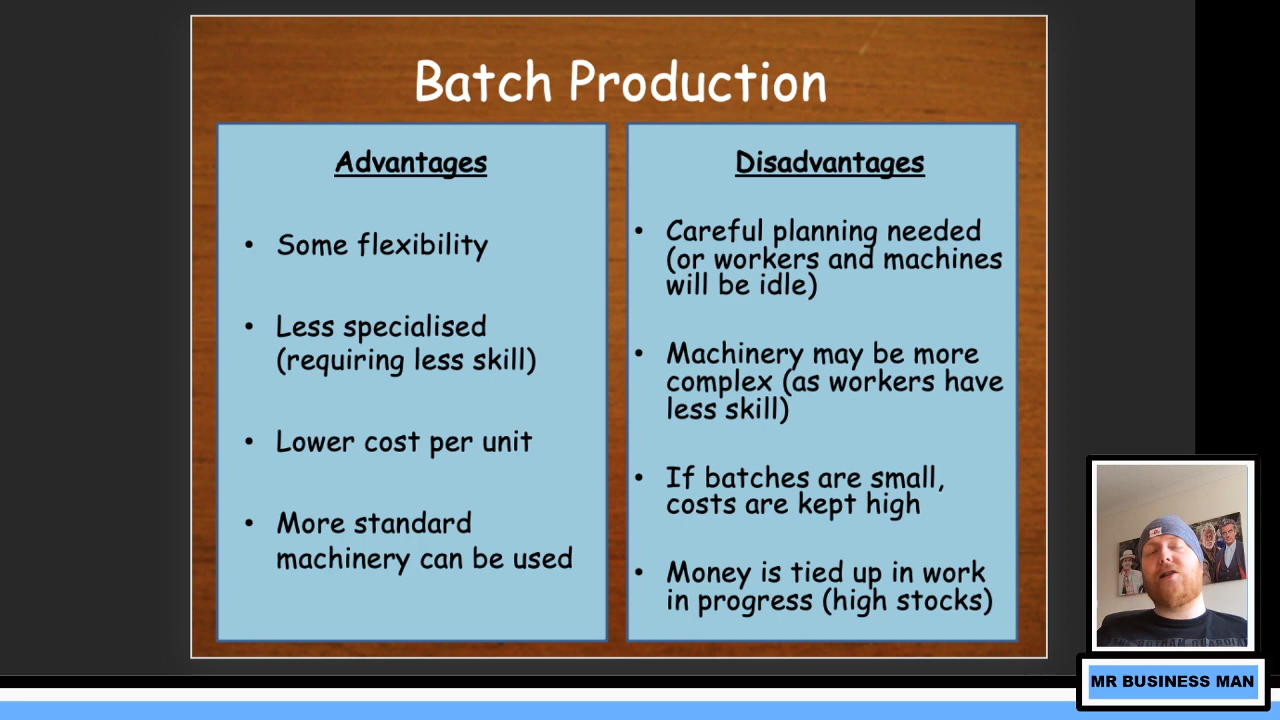 Batch Production
Advantages
• Some flexibility
• Less specialised
(requiring less skill)
• Lower cost per unit
• More standard
machinery can be used
Disadvantages
• Careful planning needed
(or workers and machines
will be idle)
• Machinery may be more
complex (as workers have
less skill)
• If batches are small,
costs are kept high
• Money is tied up in work
in progress (high stocks)
MR BUSINESS MAN